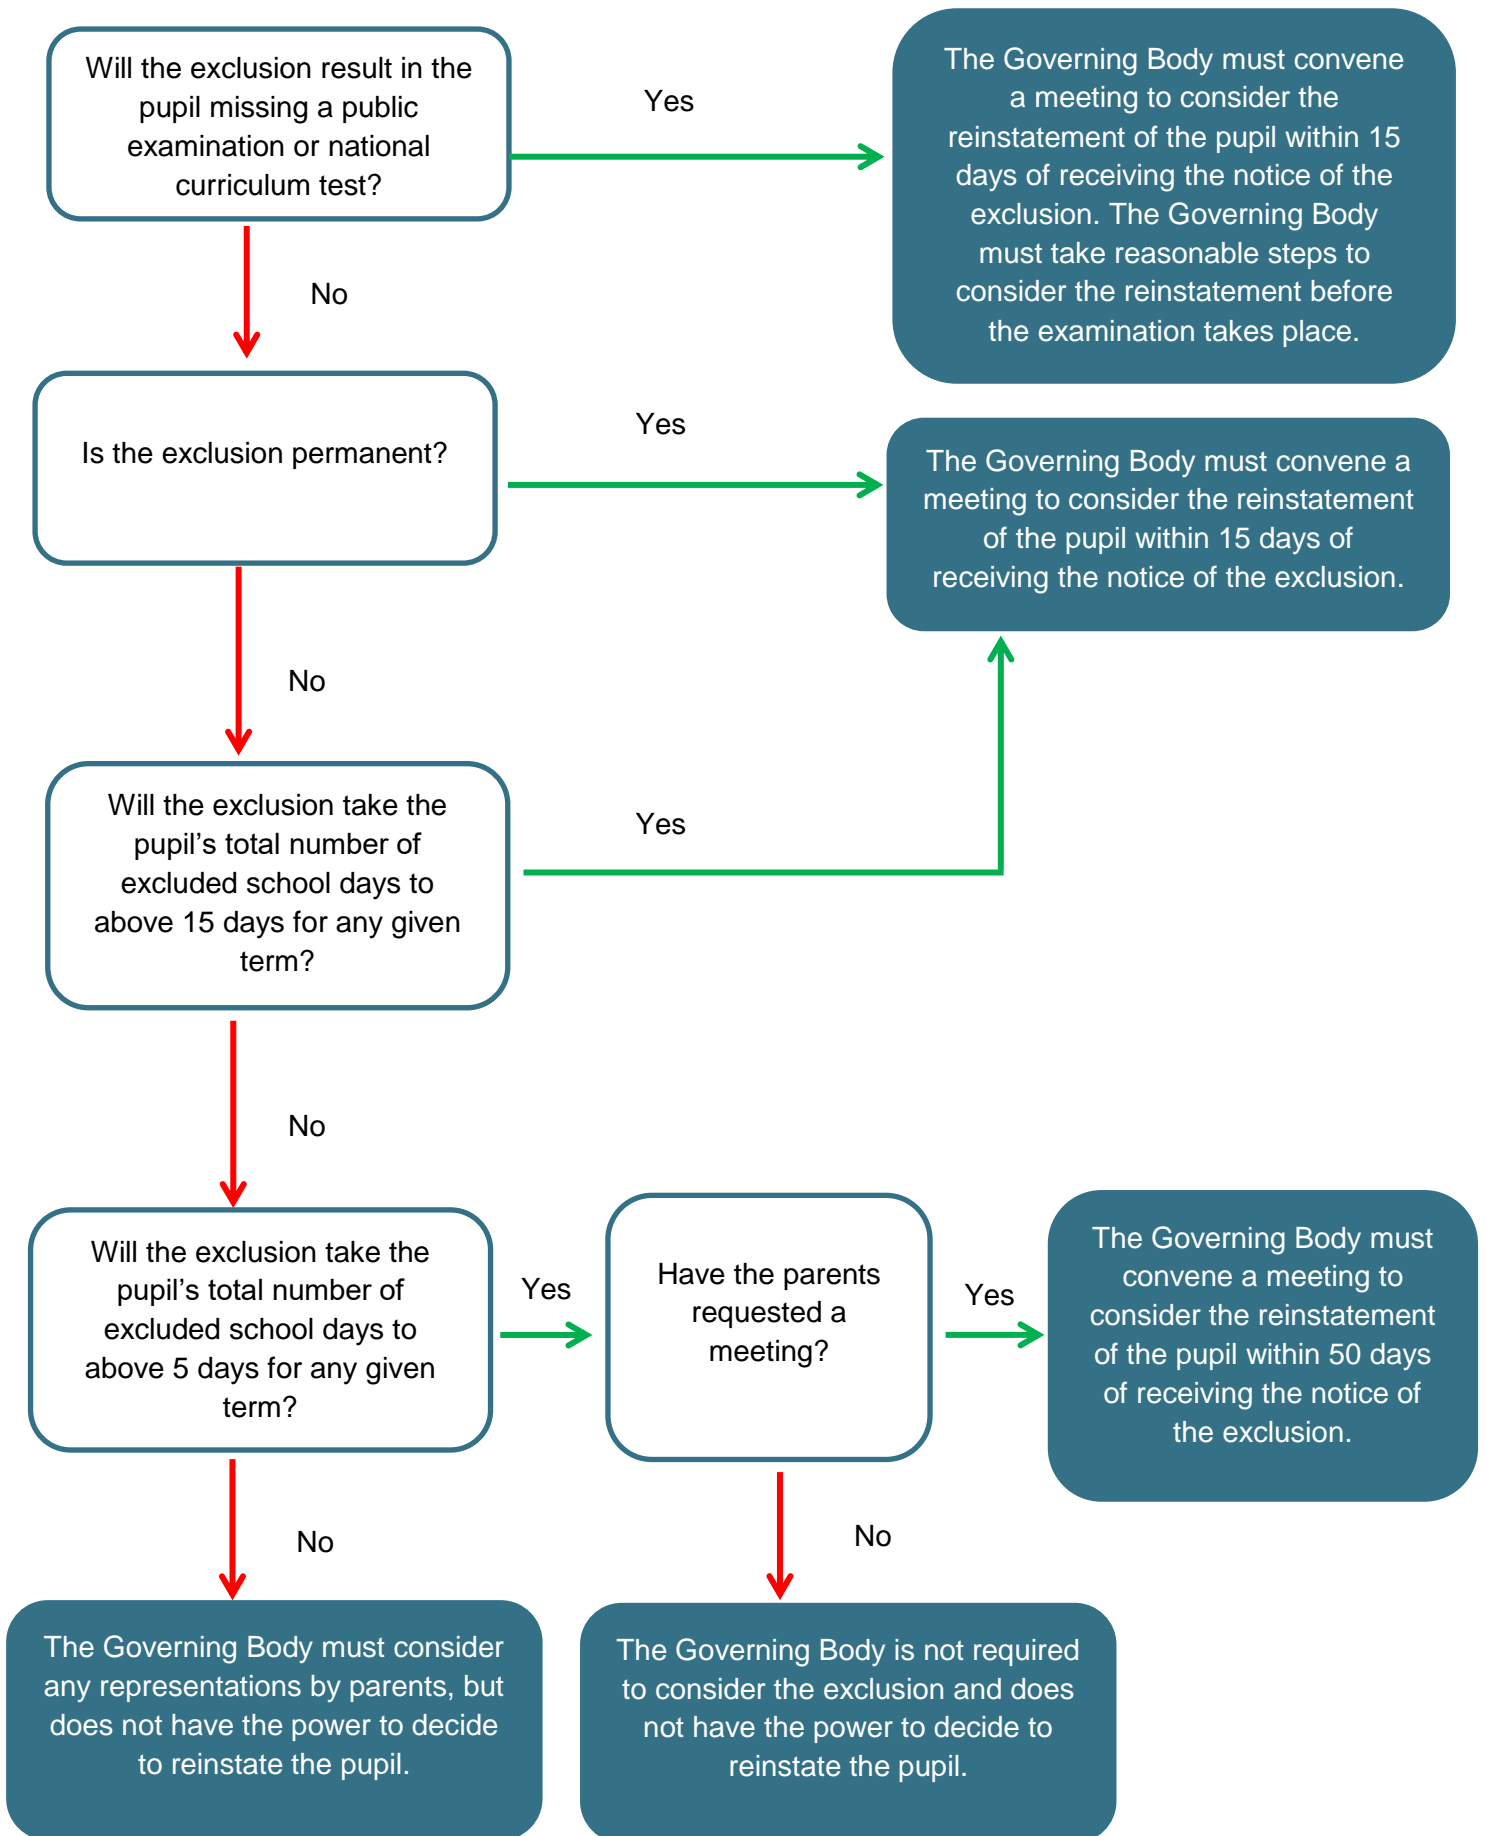 Will the exclusion result in the
pupil missing a public
examination or national
curriculum test?
Yes
The Governing Body must convene
a meeting to consider the
reinstatement of the pupil within 15
days of receiving the notice of the
exclusion. The Governing Body
must take reasonable steps to
consider the reinstatement before
the examination takes place.
No
Is the exclusion permanent?
Yes
The Governing Body must convene a
meeting to consider the reinstatement
of the pupil within 15 days of
receiving the notice of the exclusion.
No
Will the exclusion take the
pupil’s total number of
excluded school days to
above 15 days for any given
term?
Yes
No
Will the exclusion take the
pupil’s total number of
excluded school days to
above 5 days for any given
term?
Yes
Have the parents
requested a
meeting?
Yes
The Governing Body must
convene a meeting to
consider the reinstatement
of the pupil within 50 days
of receiving the notice of
the exclusion.
No
No
The Governing Body must consider
any representations by parents, but
does not have the power to decide
to reinstate the pupil.
The Governing Body is not required
to consider the exclusion and does
not have the power to decide to
reinstate the pupil.